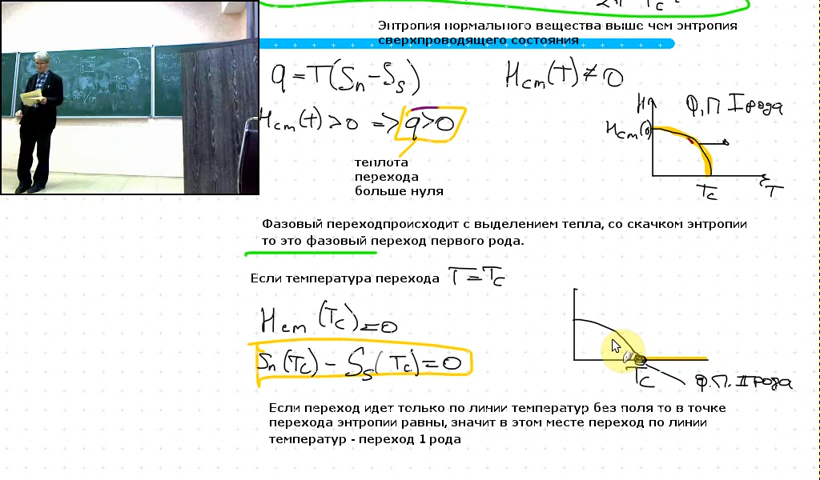 Энтропия нормального вещества выше чем энтропия
сверхпроводящего состояния
q = T(Sn – Ss)
Hcm(T) ≠ 0
Hcm(T) > 0 => q > 0
H
Ф.П I рода
Hcm(0)
Tc
T
теплота
перехода
больше нуля
Фазовый переходпроисходит с выделением тепла, со скачком энтропии
то это фазовый переход первого рода.
Если температура перехода T = Tc
Hcm(Tc) = 0
Sn(Tc) – Ss(Tc) = 0
Tc
Ф.П. II рода
Если переход идет только по линии температур без поля то в точке
перехода энтропии равны, значит в этом месте переход по линии
температур - переход 1 рода